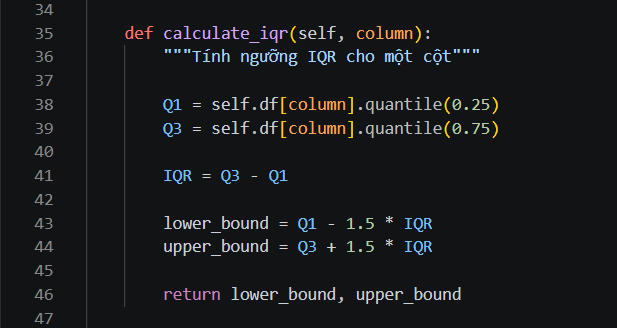 34
35 def calculate_iqr(self, column):
36 """Tính ngưỡng IQR cho một cột"""
37
38 Q1 = self.df[column].quantile(0.25)
39 Q3 = self.df[column].quantile(0.75)
40
41 IQR = Q3 - Q1
42
43 lower_bound = Q1 - 1.5 * IQR
44 upper_bound = Q3 + 1.5 * IQR
45
46 return lower_bound, upper_bound
47